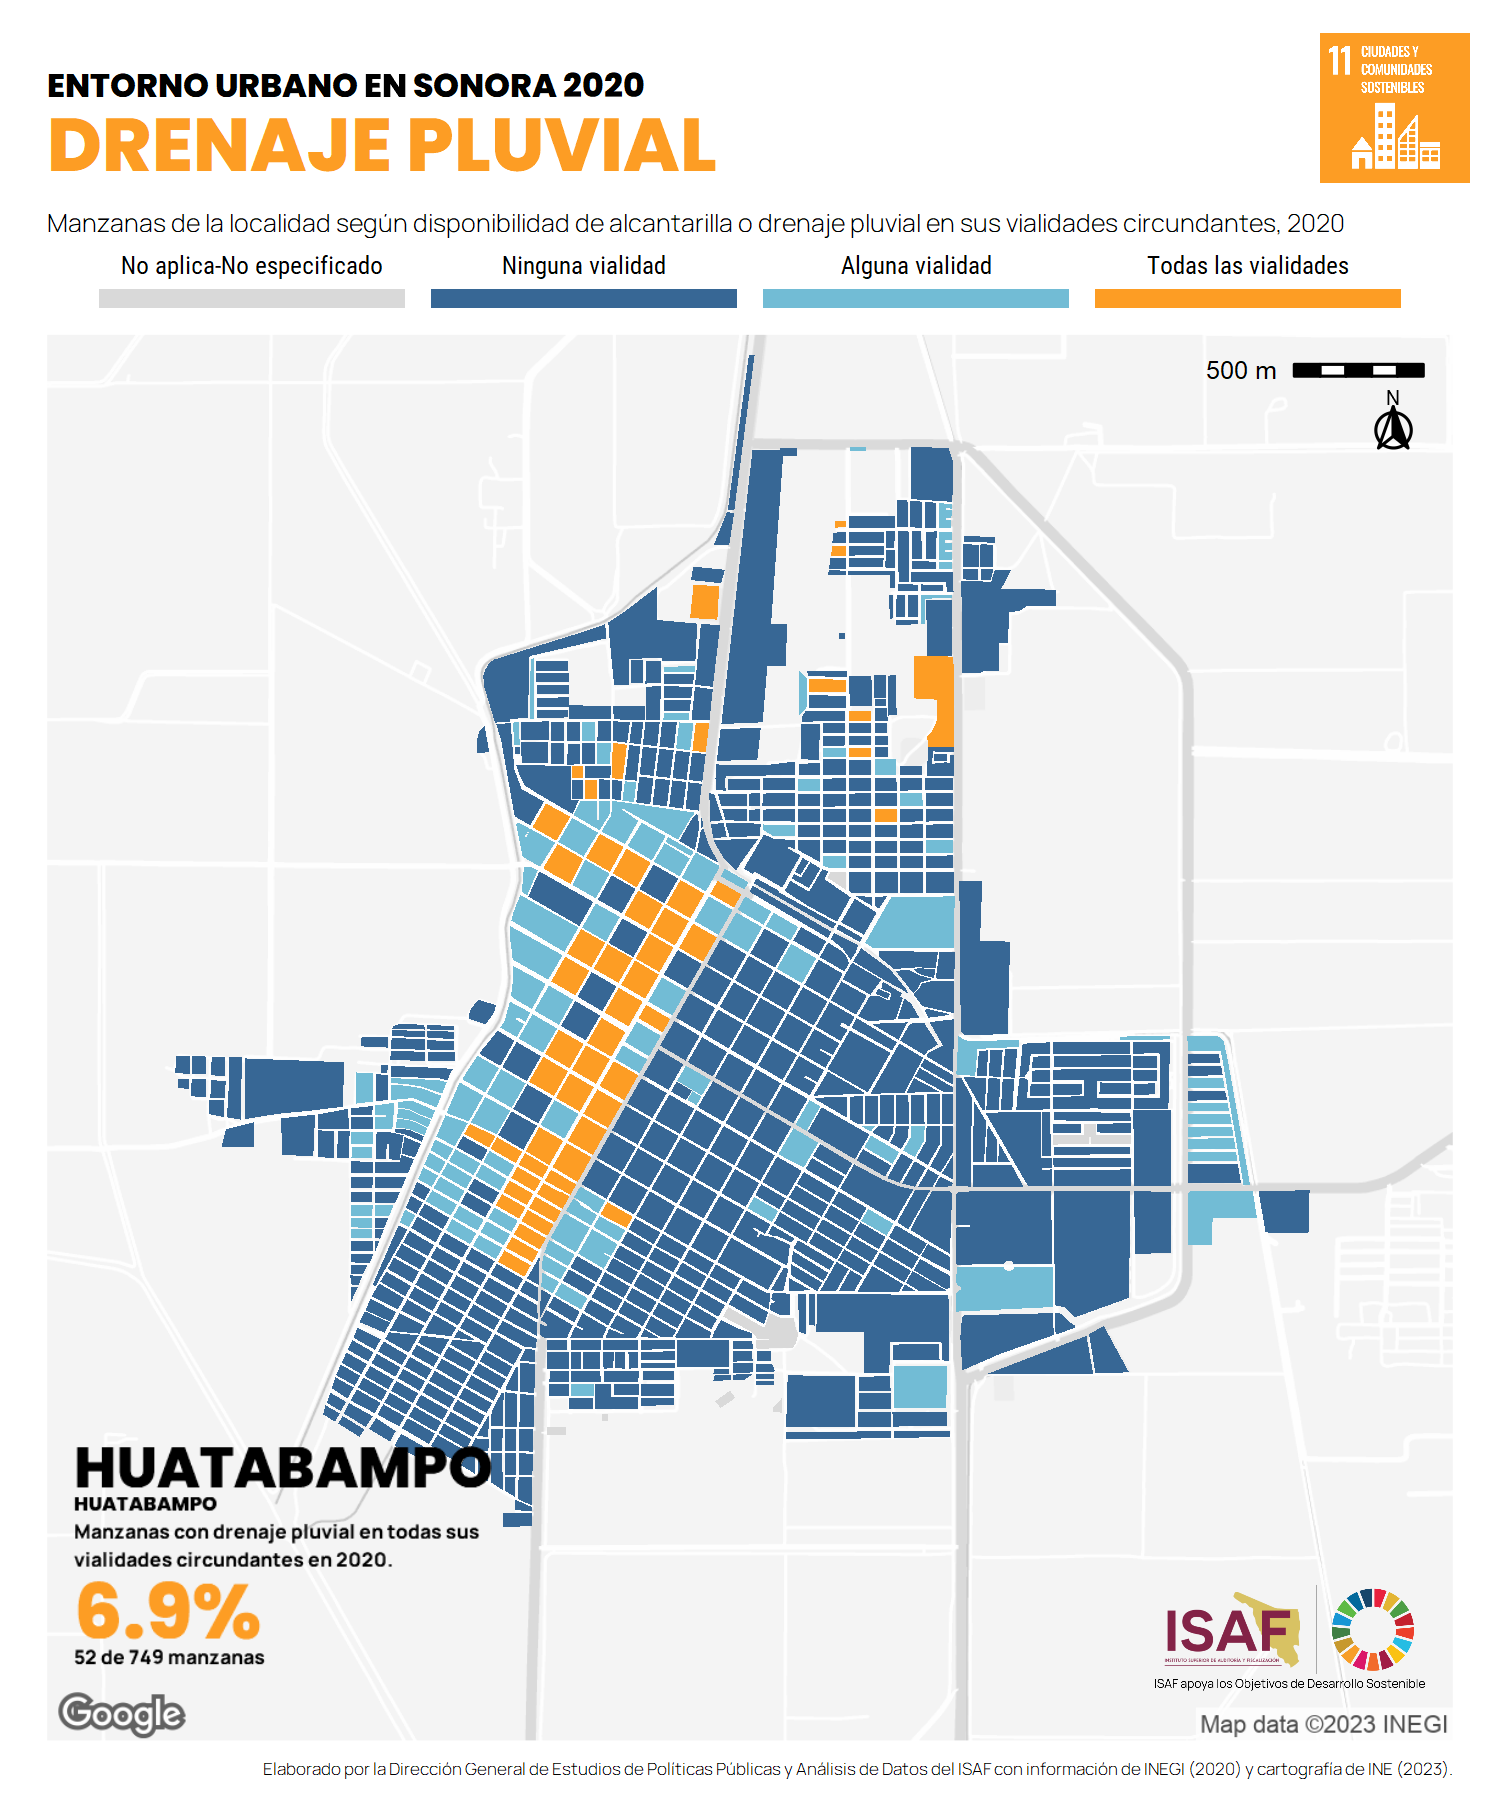 ENTORNO URBANO EN SONORA 2020
DRENAJE PLUVIAL
11 CIUDADES Y
COMUNIDADES
SOSTENIBLES
Manzanas de la localidad según disponibilidad de alcantarilla o drenaje pluvial en sus vialidades circundantes, 2020
No aplica-No especificado
Ninguna vialidad
Alguna vialidad
Todas las vialidades
500 m
N
HUATABAMPO
HUATABAMPO
Manzanas con drenaje pluvial en todas sus
vialidades circundantes en 2020.
6.9%
52 de 749 manzanas
ISAF
INSTITUTO SUPERIOR DE AUDITORÍA Y FISCALIZACIÓN
ISAF apoya los Objetivos de Desarrollo Sostenible
Google
Map data ©2023 INEGI
Elaborado por la Dirección General de Estudios de Políticas Públicas y Análisis de Datos del ISAF con información de INEGI (2020) y cartografía de INE (2023).